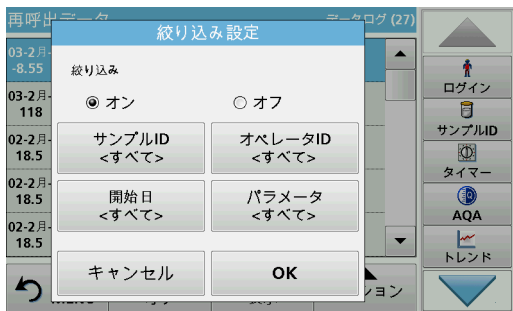 再呼出データ
データログ (27)
絞り込み設定
03-2月-
-8.55
03-2月-
118
02-2月-
18.5
02-2月-
18.5
02-2月-
18.5
絞り込み
オン
オフ
サンプルID
<すべて>
オペレータID
<すべて>
開始日
<すべて>
パラメータ
<すべて>
キャンセル
OK
ログイン
サンプルID
タイマー
AQA
トレンド
MENU
ション